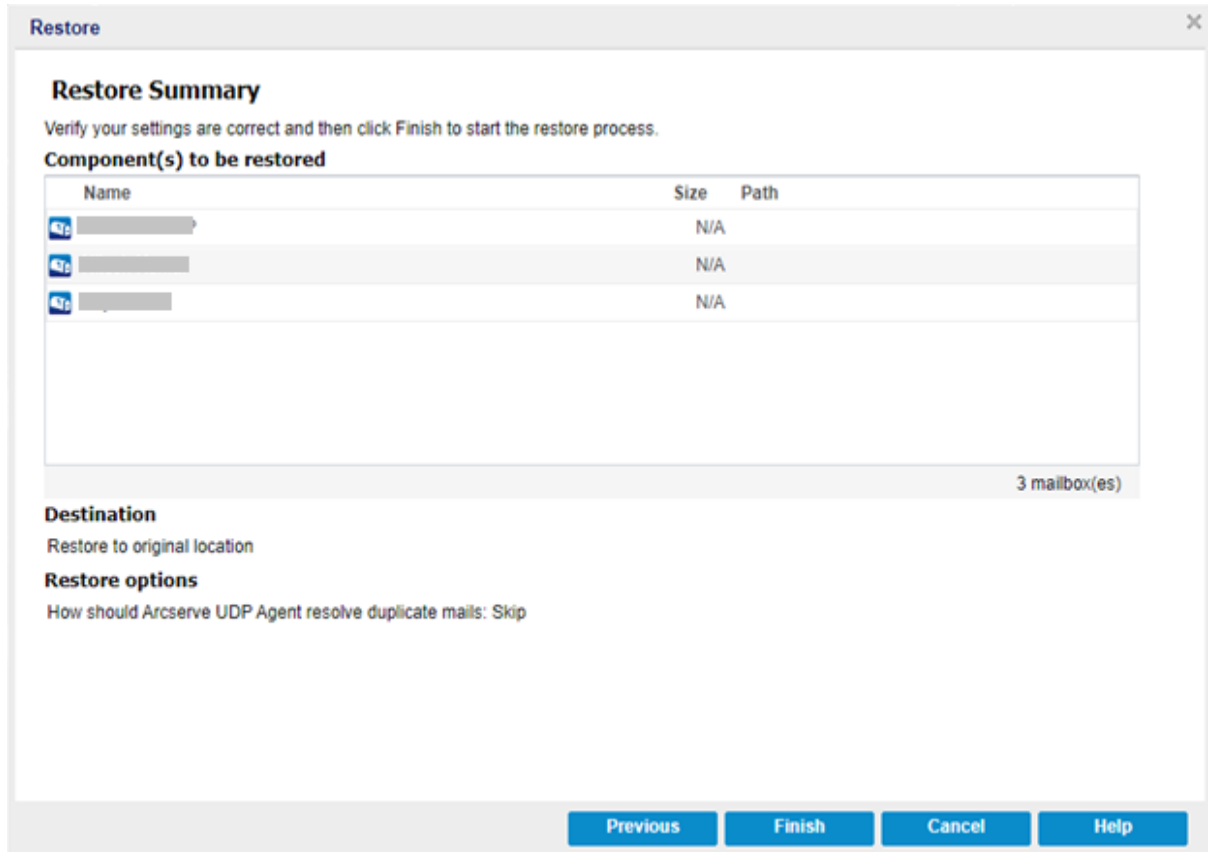 Restore
Restore Summary
Verify your settings are correct and then click Finish to start the restore process.
Component(s) to be restored
Name Size Path
N/A
N/A
N/A
3 mailbox(es)
Destination
Restore to original location
Restore options
How should Arcserve UDP Agent resolve duplicate mails: Skip
Previous Finish Cancel Help